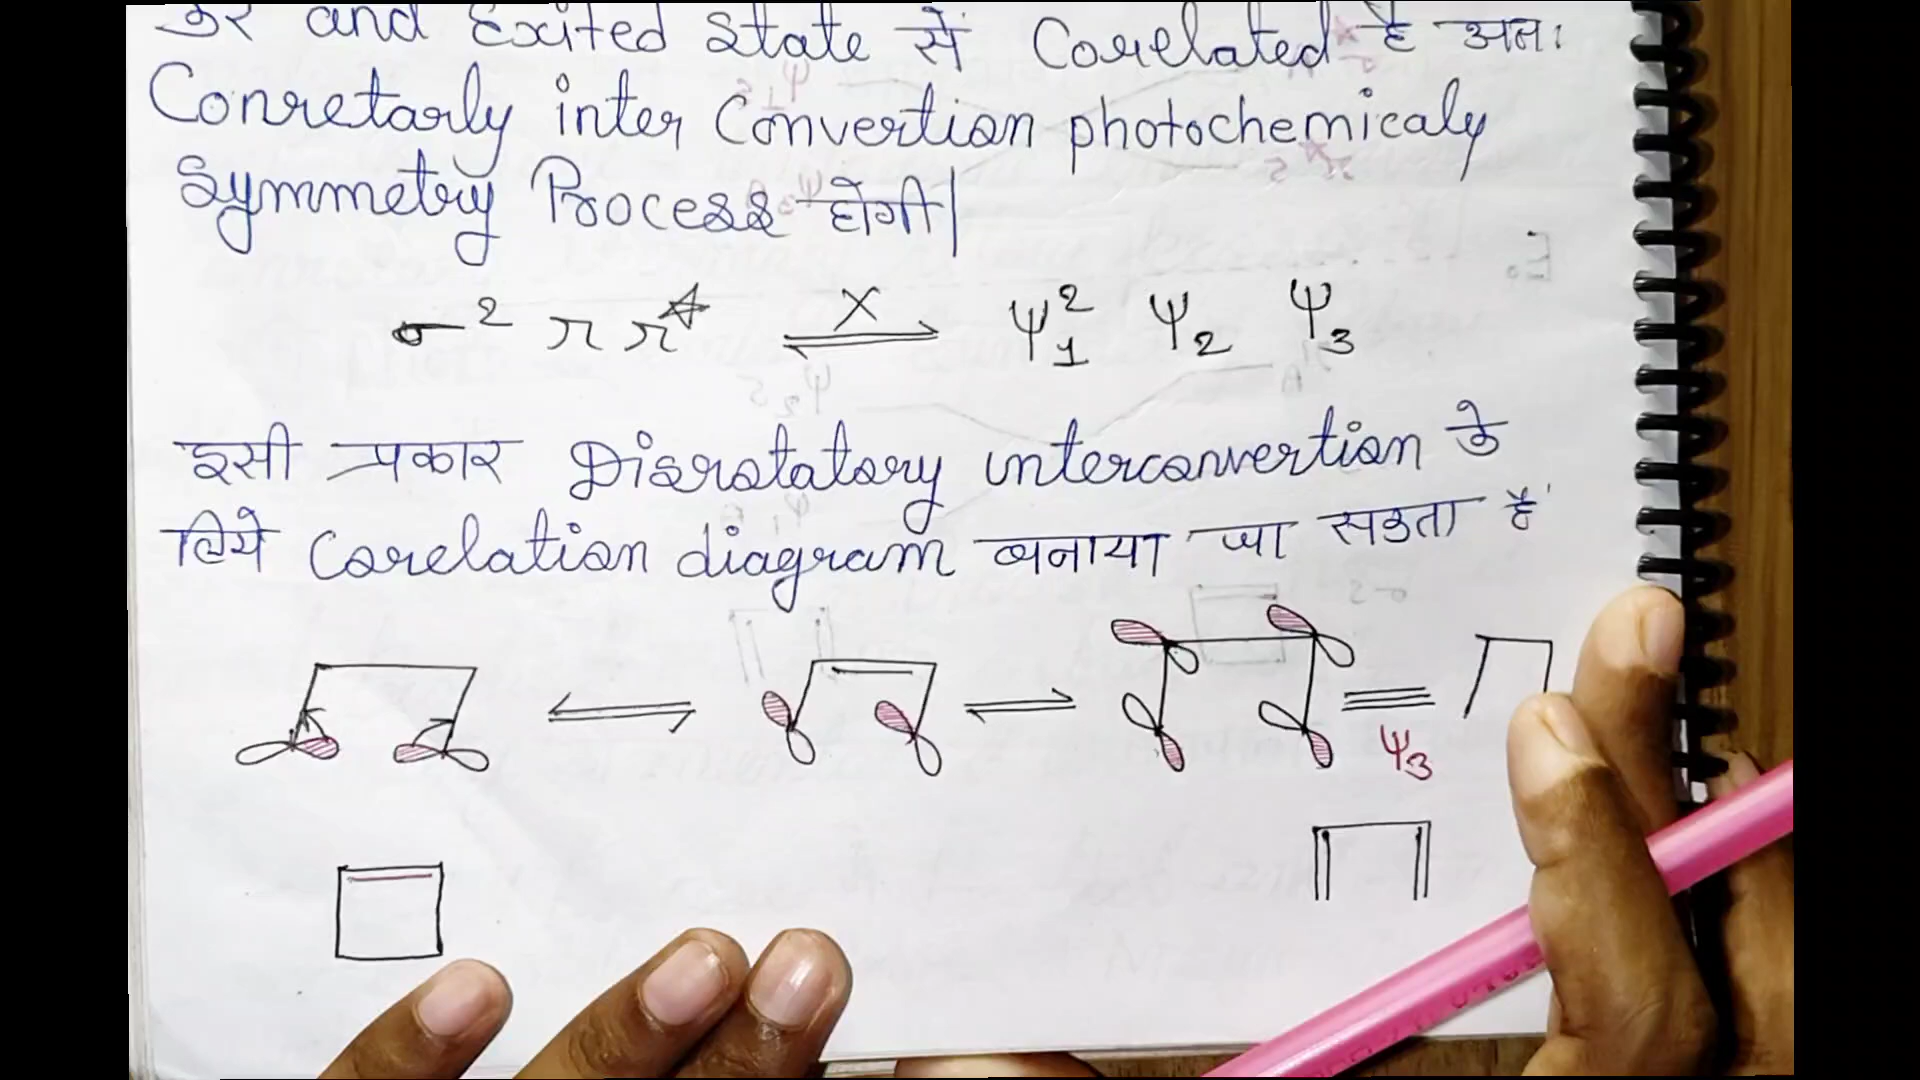 कर and Excited state से Corelated है अतः
Conretarly inter Convertion photochemicaly
Symmetry Process होगी|
σ² π π* ⇌ X Ψ₁² Ψ₂ Ψ₃
इसी प्रकार Disrotatory interconvertion के
लिये Corelation diagram बनाया जा सकता है
Ψ₃